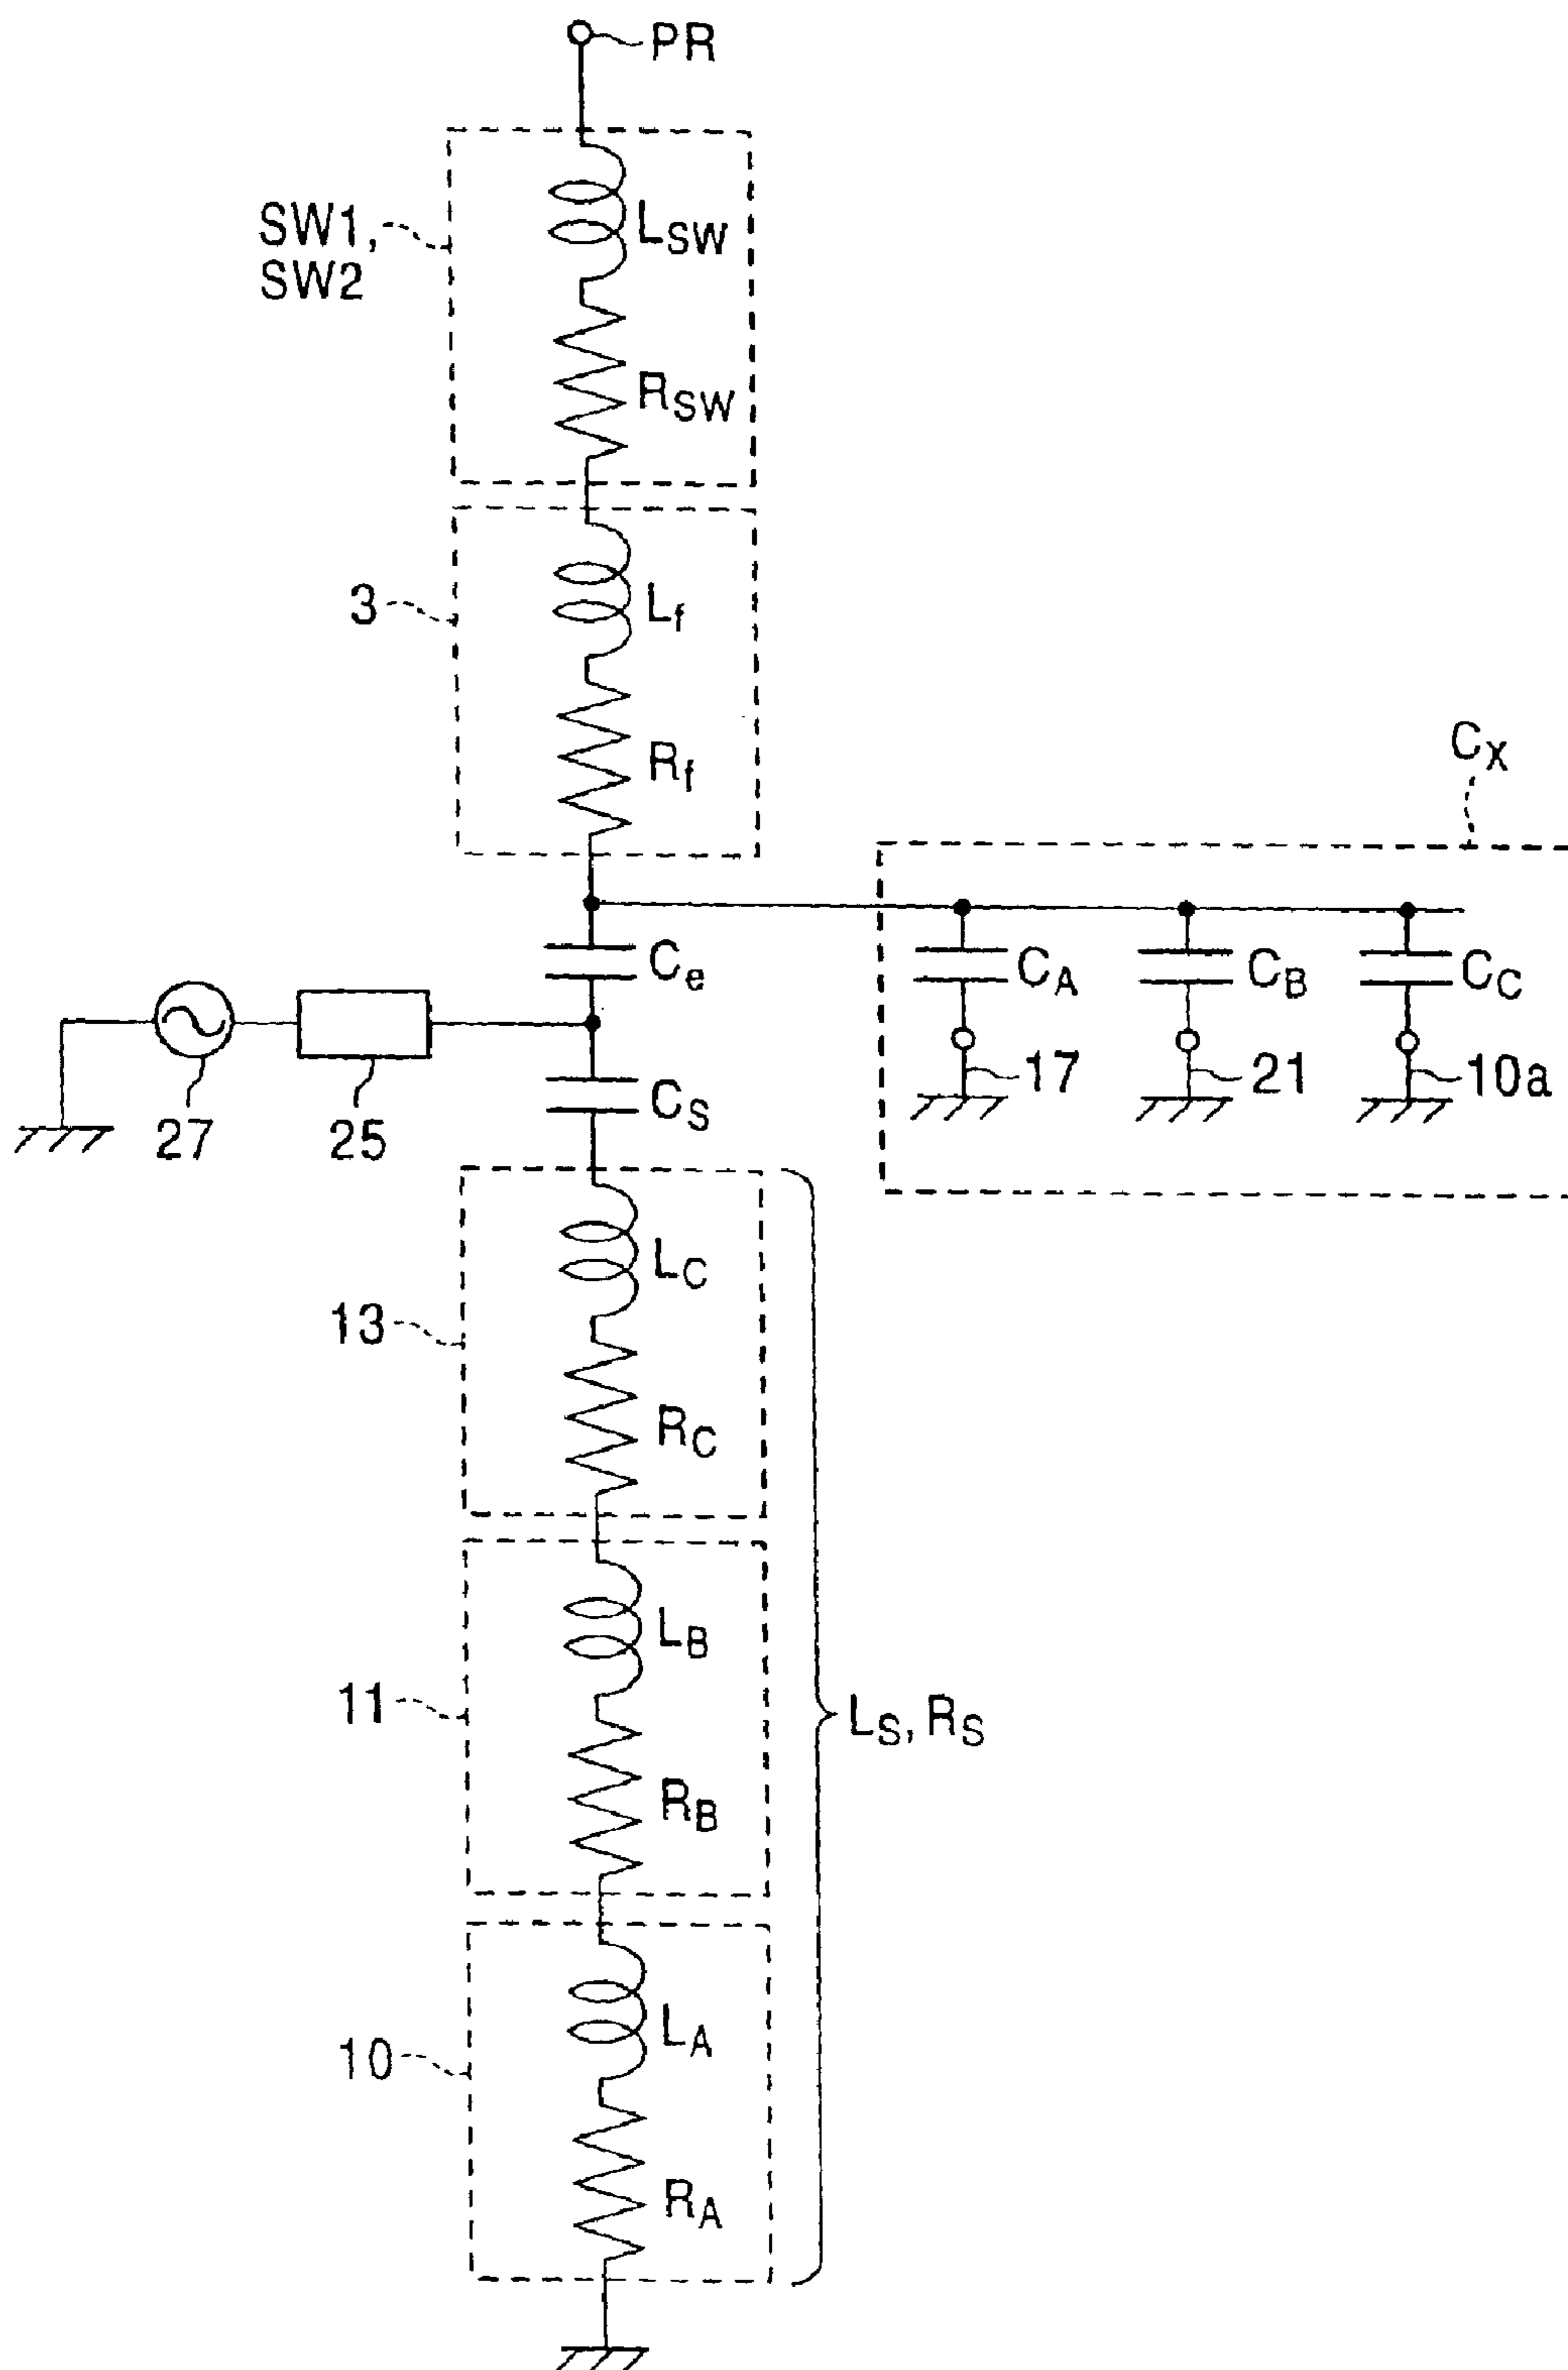 PR
SW1,
SW2
LSW
RSW
3
Lf
Rf
CX
Ce
CA
CB
CC
27
25
CS
17
21
10a
13
LC
RC
11
LB
RB
LS, RS
10
LA
RA